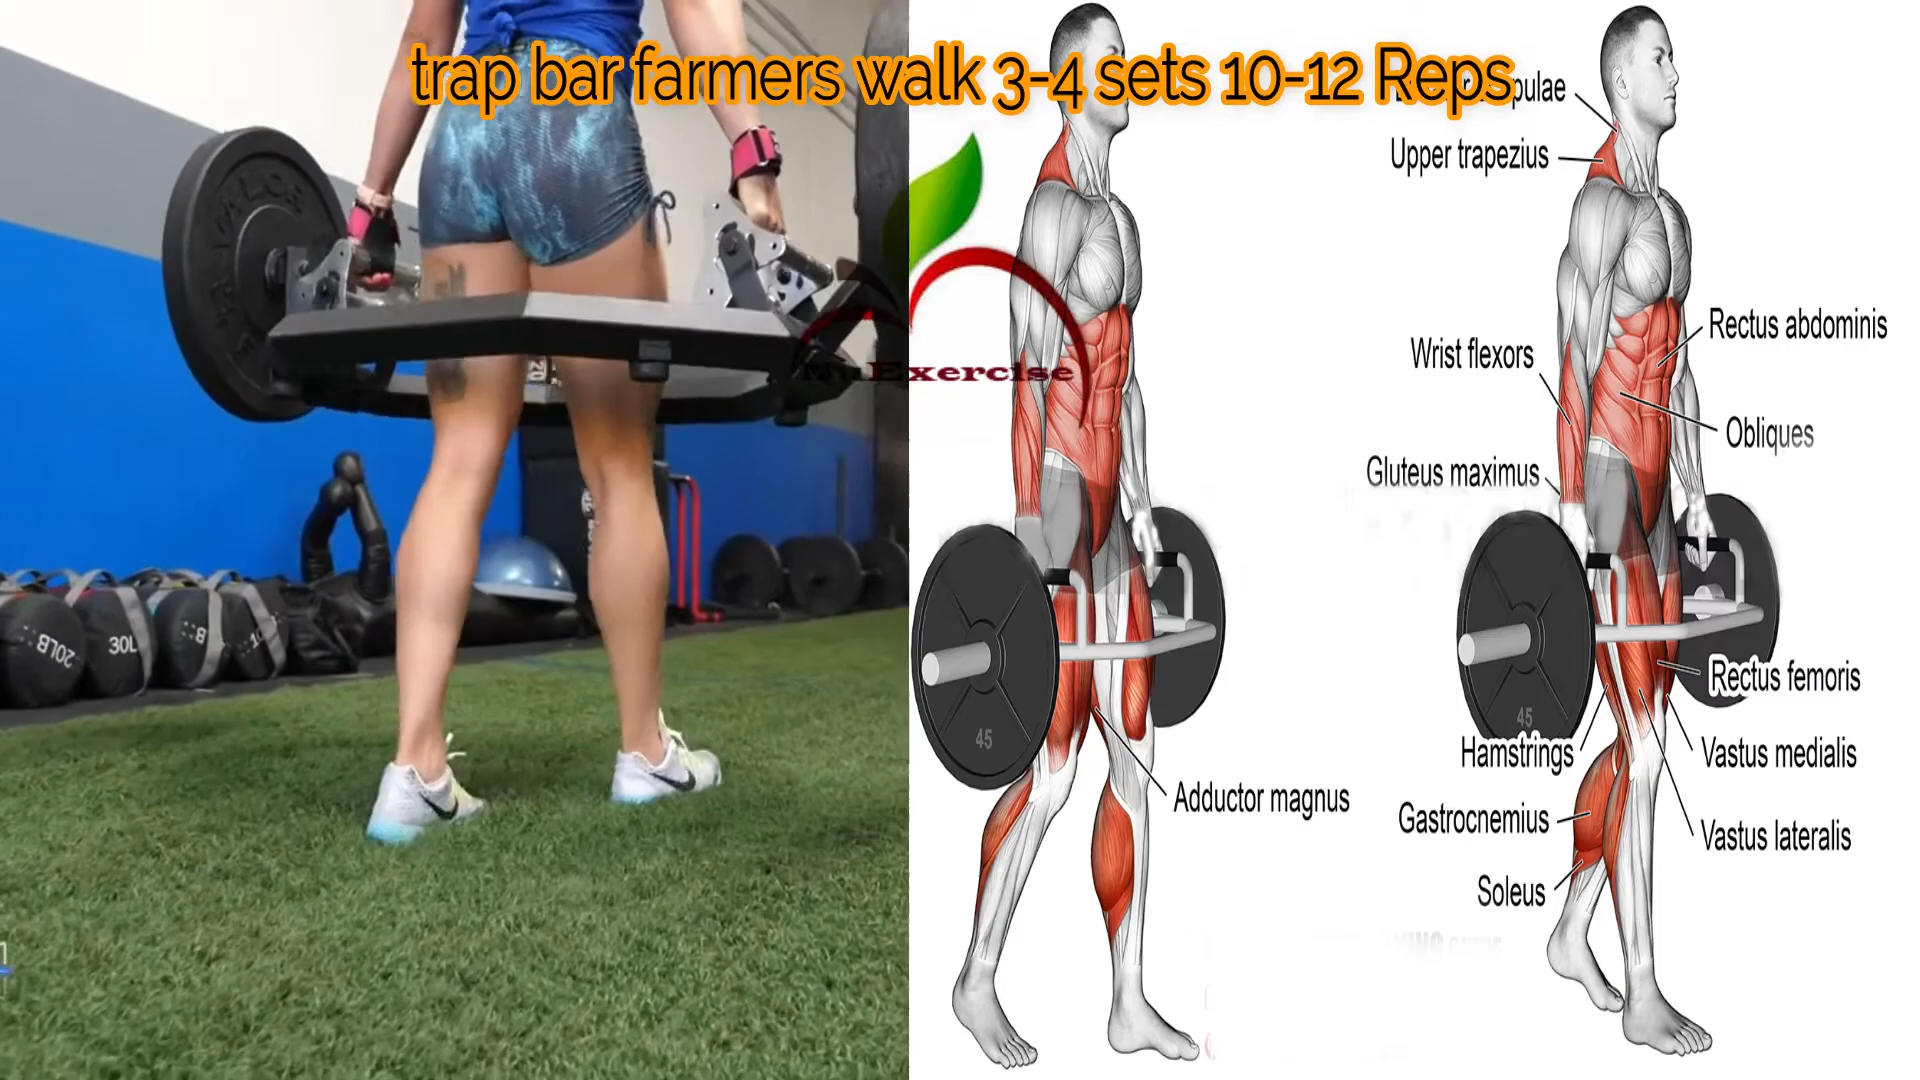 trap bar farmers walk 3-4 sets 10-12 Reps
Upper trapezius
Rectus abdominis
Wrist flexors
Obliques
Gluteus maximus
Exercise
20LB
30L
45
45
Rectus femoris
Hamstrings
Vastus medialis
Adductor magnus
Gastrocnemius
Vastus lateralis
Soleus